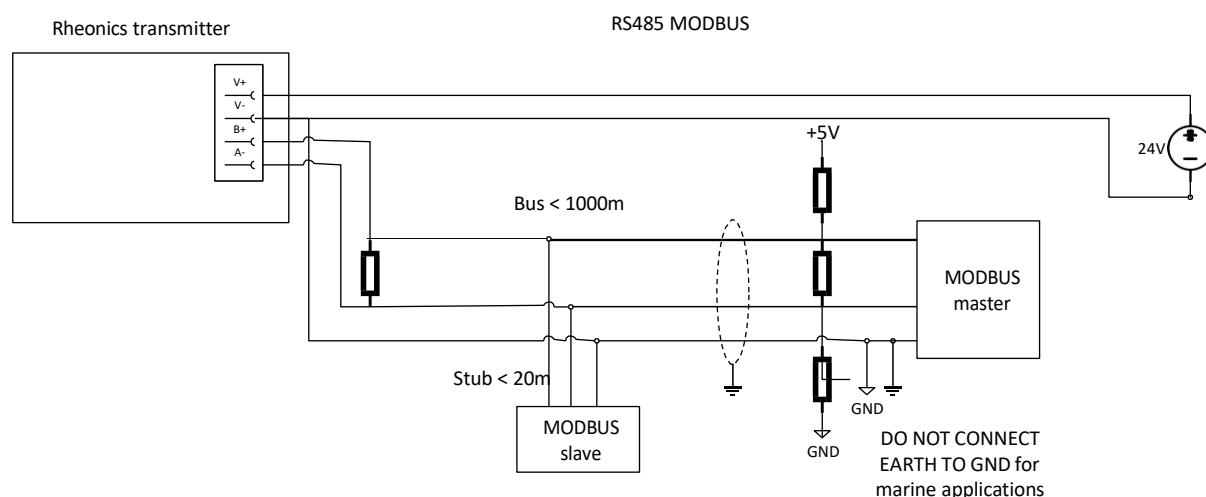 RS485 MODBUS
Rheonics transmitter
V+
V-
B+
A-
+5V
24V
Bus < 1000m
MODBUS
master
Stub < 20m
MODBUS
slave
GND
GND
DO NOT CONNECT
EARTH TO GND for
marine applications